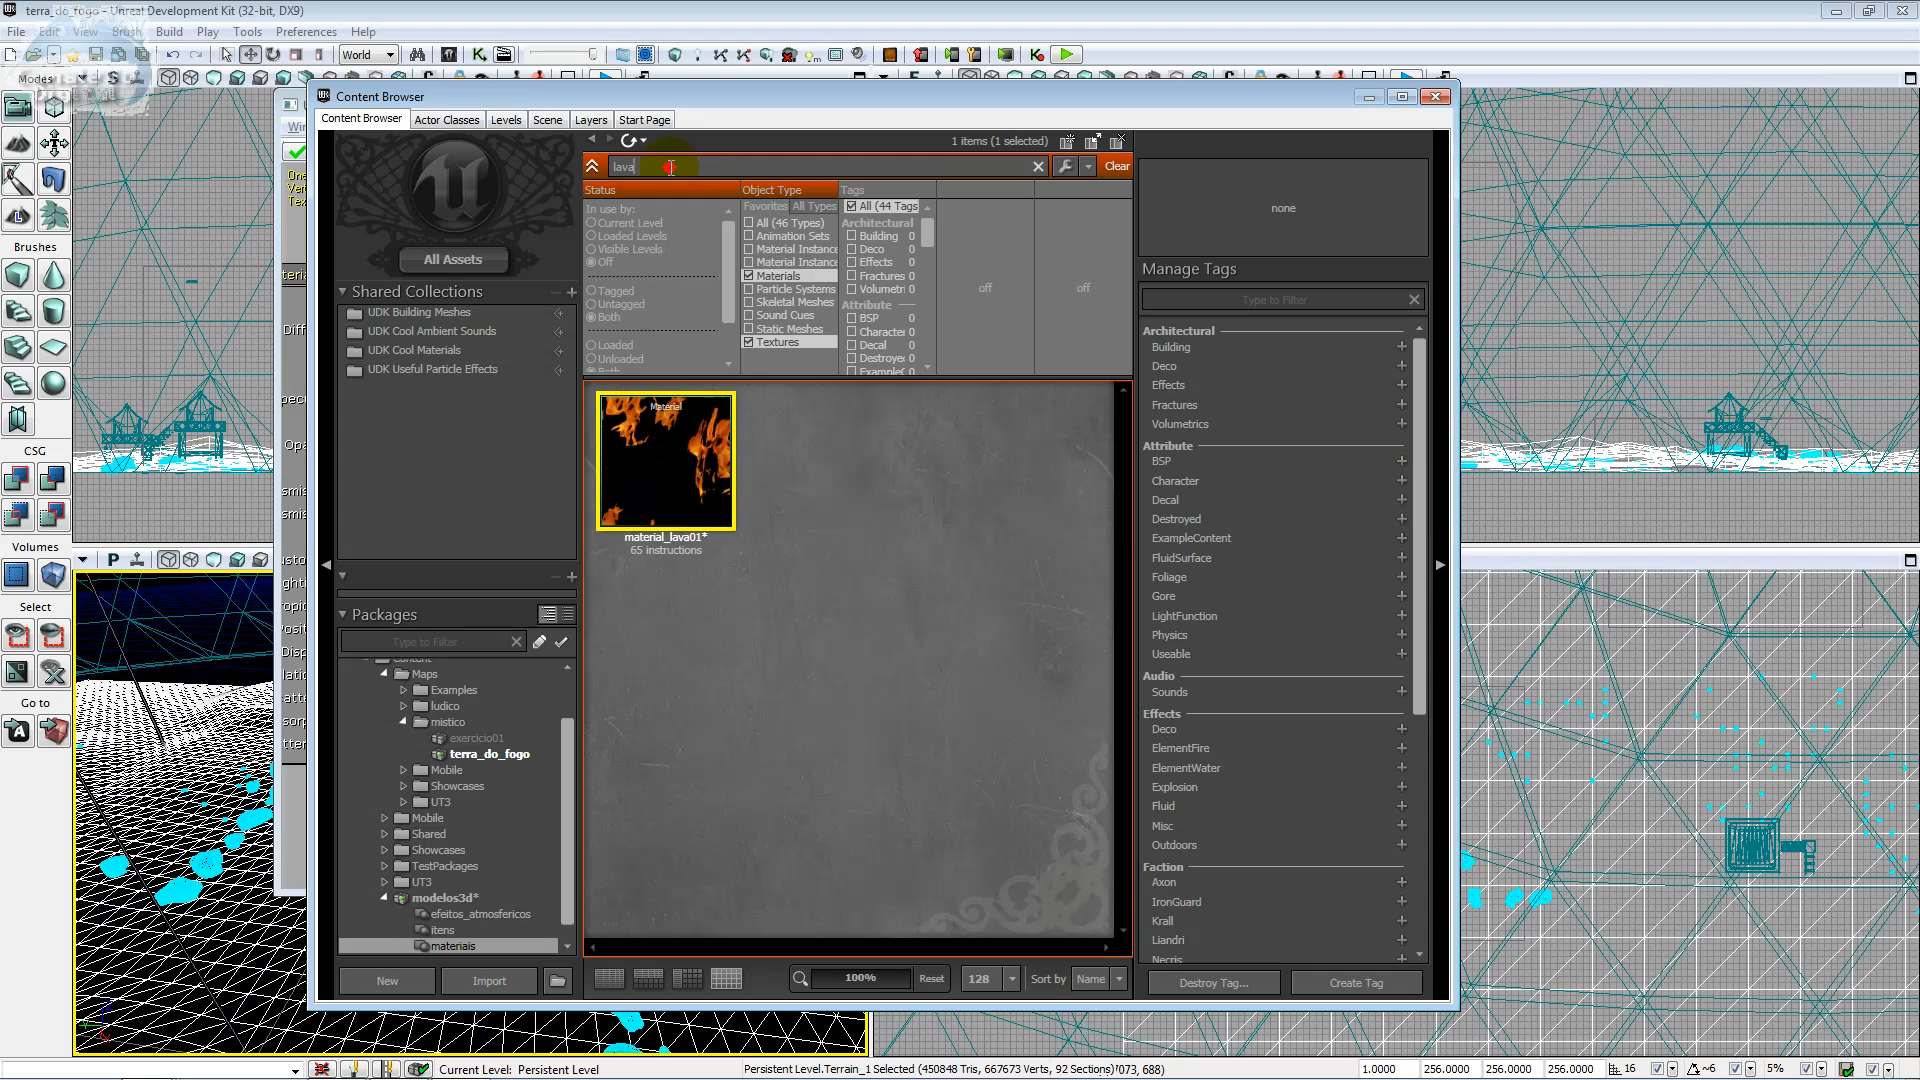 terra_do_fogo - Unreal Development Kit (32-bit, DX9)
File Edit View Brush Build Play Tools Preferences Help
World
Modes
Content Browser
Content Browser Actor Classes Levels Scene Layers Start Page
1 items (1 selected)
lava
Clear
Status
In use by:
Current Level
Loaded Levels
Visible Levels
Off
Tagged
Untagged
Both
Loaded
Unloaded
Both
Object Type
Favorites All Types
All (46 Types)
Animation Sets
Material Instance
Material Instance
Materials
Particle Systems
Skeletal Meshes
Sound Cues
Static Meshes
Textures
Tags
All (44 Tags
Architectural
Building 0
Deco 0
Effects 0
Fractures 0
Volumetri 0
Attribute
BSP 0
Character 0
Decal 0
Destroyed 0
ExampleC 0
off
off
All Assets
Shared Collections
UDK Building Meshes
UDK Cool Ambient Sounds
UDK Cool Materials
UDK Useful Particle Effects
Packages
Type to Filter
Content
Maps
Examples
ludico
mistico
exercicio01
terra_do_fogo
Mobile
Showcases
UT3
Mobile
Shared
Showcases
TestPackages
UT3
modelos3d*
efeitos_atmosfericos
itens
materiais
New
Import
Material
material_lava01*
65 instructions
100%
Reset
128
Sort by
Name
none
Manage Tags
Type to Filter
Architectural
Building
Deco
Effects
Fractures
Volumetrics
Attribute
BSP
Character
Decal
Destroyed
ExampleContent
FluidSurface
Foliage
Gore
LightFunction
Physics
Useable
Audio
Sounds
Effects
Deco
ElementFire
ElementWater
Explosion
Fluid
Misc
Outdoors
Faction
Axon
IronGuard
Krall
Liandri
Necris
Destroy Tag...
Create Tag
Brushes
CSG
Volumes
Select
Go to
Current Level: Persistent Level
Persistent Level.Terrain_1 Selected (450848 Tris, 667673 Verts, 92 Sections)
073, 688)
1.0000
256.0000
256.0000
256.0000
16
~6
5%